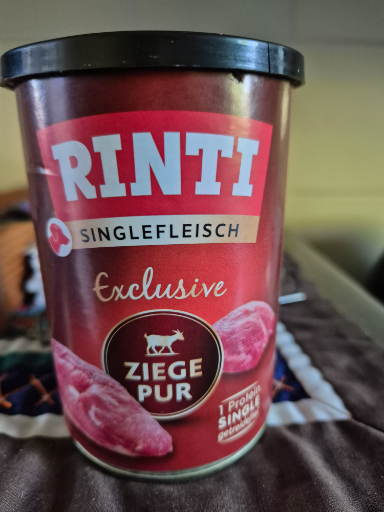 RINTI
SINGLEFLEISCH
Exclusive
ZIEGE
PUR
1 Protein
SINGLE